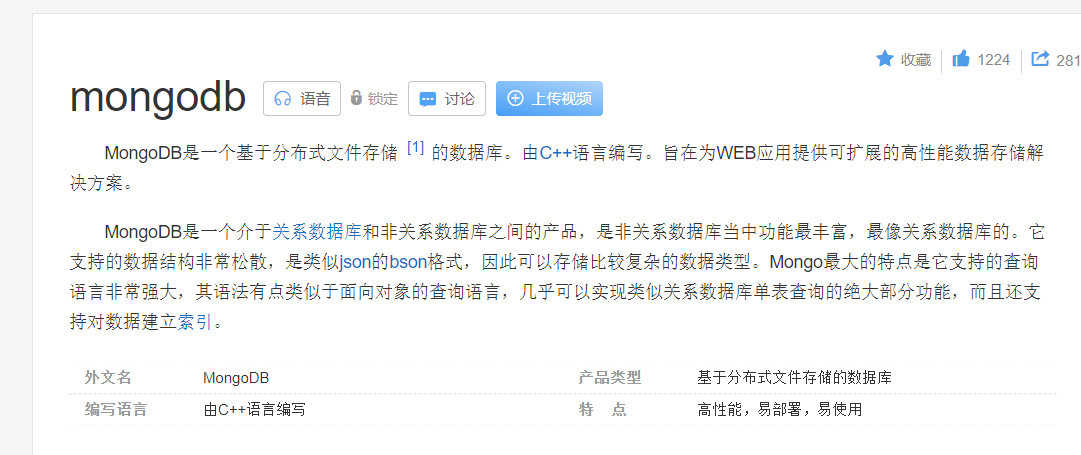 收藏 1224 281
mongodb 语音 锁定 讨论 上传视频
MongoDB是一个基于分布式文件存储 [1] 的数据库。由C++语言编写。旨在为WEB应用提供可扩展的高性能数据存储解
决方案。
MongoDB是一个介于关系数据库和非关系数据库之间的产品，是非关系数据库当中功能最丰富，最像关系数据库的。它
支持的数据结构非常松散，是类似json的bson格式，因此可以存储比较复杂的数据类型。Mongo最大的特点是它支持的查询
语言非常强大，其语法有点类似于面向对象的查询语言，几乎可以实现类似关系数据库单表查询的绝大部分功能，而且还支
持对数据建立索引。
外文名 MongoDB 产品类型 基于分布式文件存储的数据库
编写语言 由C++语言编写 特 点 高性能，易部署，易使用